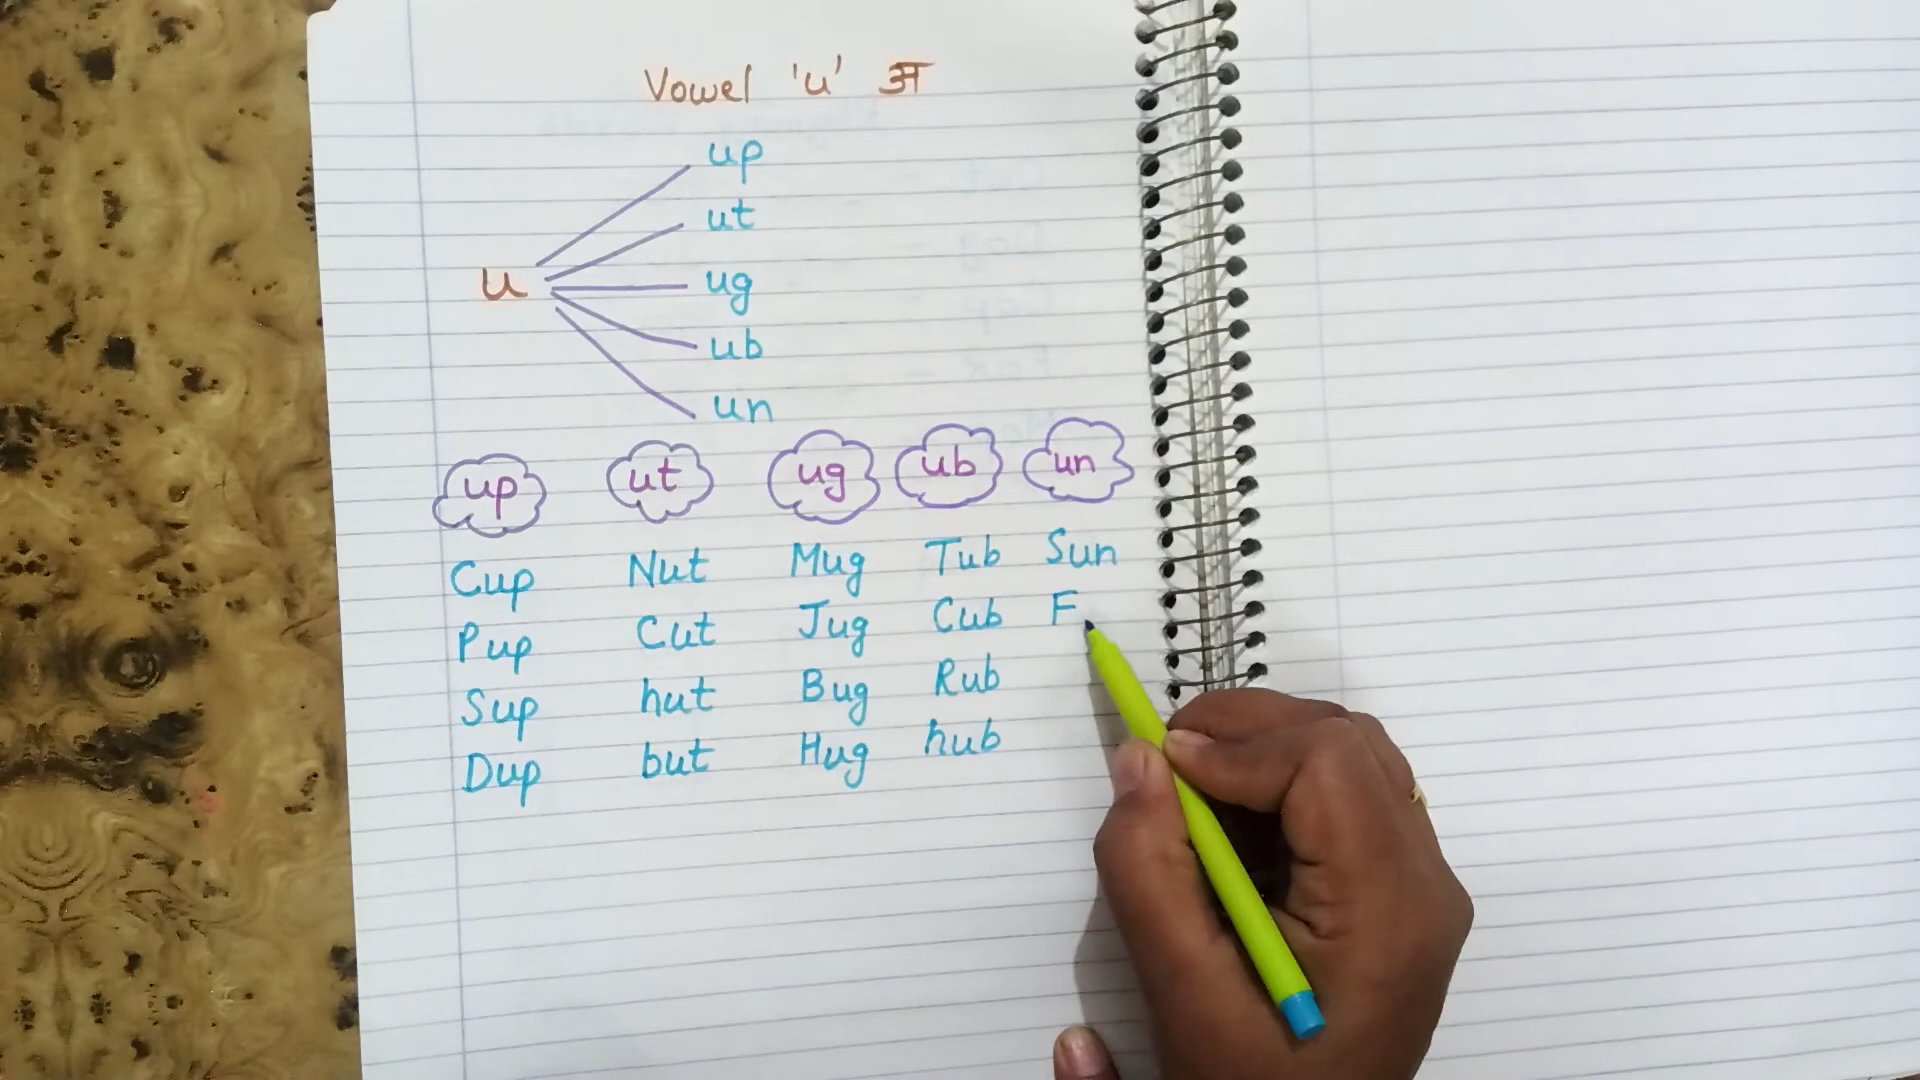 Vowel 'u' अ
up
ut
u
ug
ub
un
up ut ug ub un
Cup Nut Mug Tub Sun
Pup Cut Jug Cub F
Sup hut Bug Rub
Dup but Hug hub